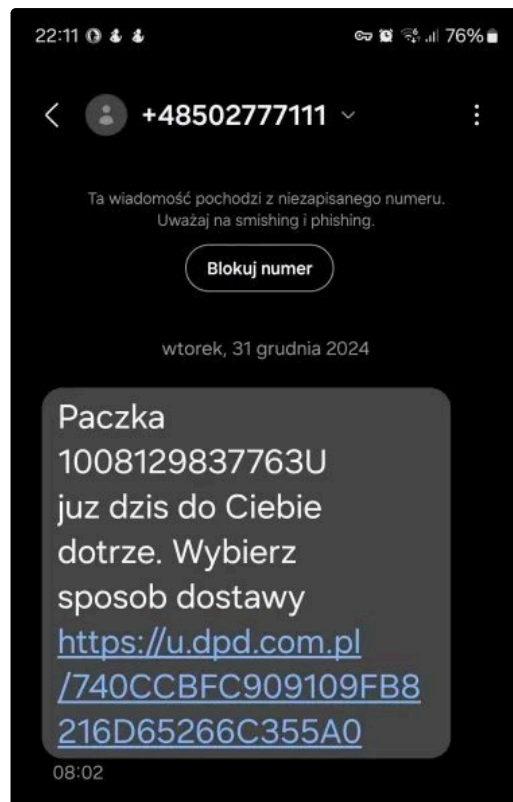 22:11 76%
+48502777111
Ta wiadomość pochodzi z niezapisanego numeru.
Uważaj na smishing i phishing.
Blokuj numer
wtorek, 31 grudnia 2024
Paczka
1008129837763U
juz dzis do Ciebie
dotrze. Wybierz
sposob dostawy
https://u.dpd.com.pl
/740CCBFC909109FB8
216D65266C355A0
08:02